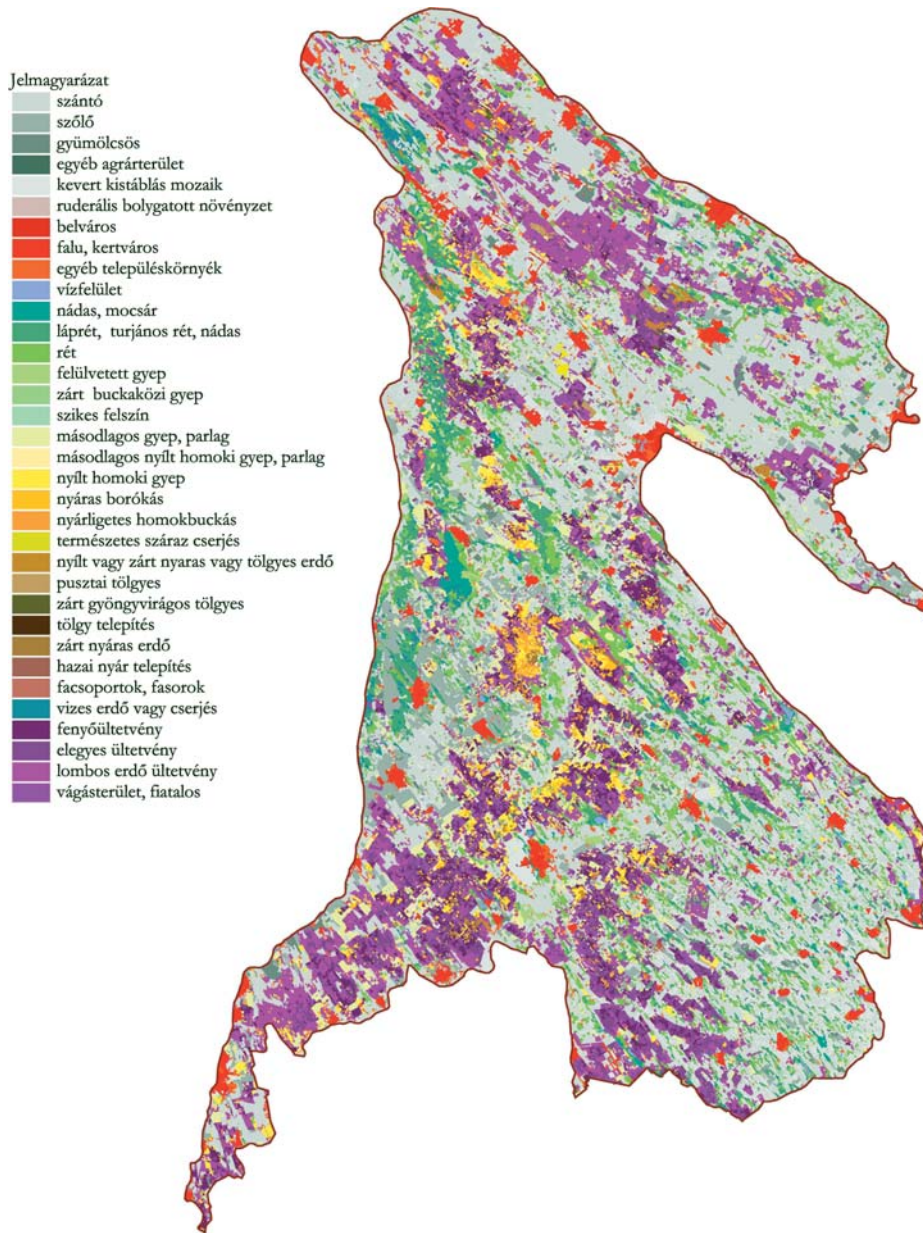 Jelmagyarázat
szántó
szőlő
gyümölcsös
egyéb agrárterület
kevert kistáblás mozaik
ruderális bolygatott növényzet
belváros
falu, kertváros
egyéb településkörnyék
vízfelület
nádas, mocsár
láprét, turjános rét, nádas
rét
felülvetett gyep
zárt buckaközi gyep
szikes felszín
másodlagos gyep, parlag
másodlagos nyílt homoki gyep, parlag
nyílt homoki gyep
nyáras borókás
nyárligetes homokbuckás
természetes száraz cserjés
nyílt vagy zárt nyaras vagy tölgyes erdő
pusztai tölgyes
zárt gyöngyvirágos tölgyes
tölgy telepítés
zárt nyáras erdő
hazai nyár telepítés
facsoportok, fasorok
vizes erdő vagy cserjés
fenyőültetvény
elegyes ültetvény
lombos erdő ültetvény
vágásterület, fiatalos